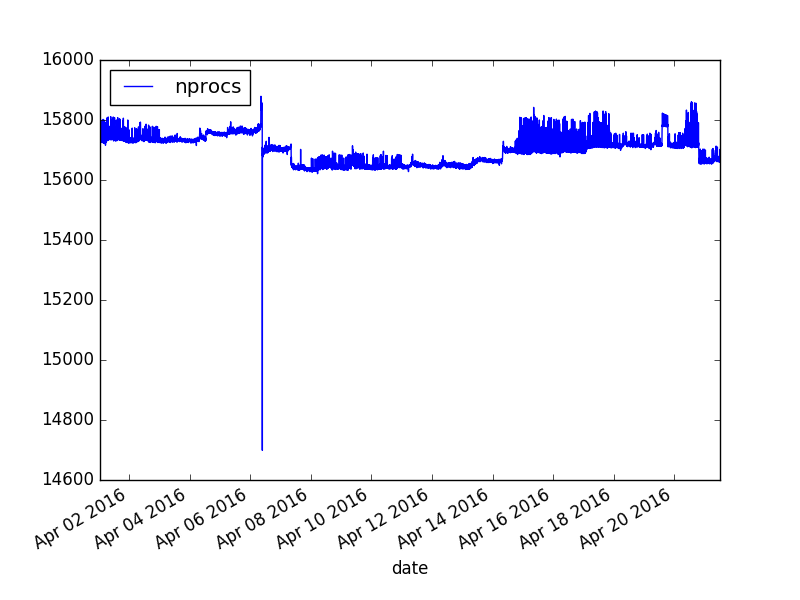 16000
nprocs
15800
15600
15400
15200
15000
14800
14600
Apr 02 2016
Apr 04 2016
Apr 06 2016
Apr 08 2016
Apr 10 2016
Apr 12 2016
Apr 14 2016
Apr 16 2016
Apr 18 2016
Apr 20 2016
date